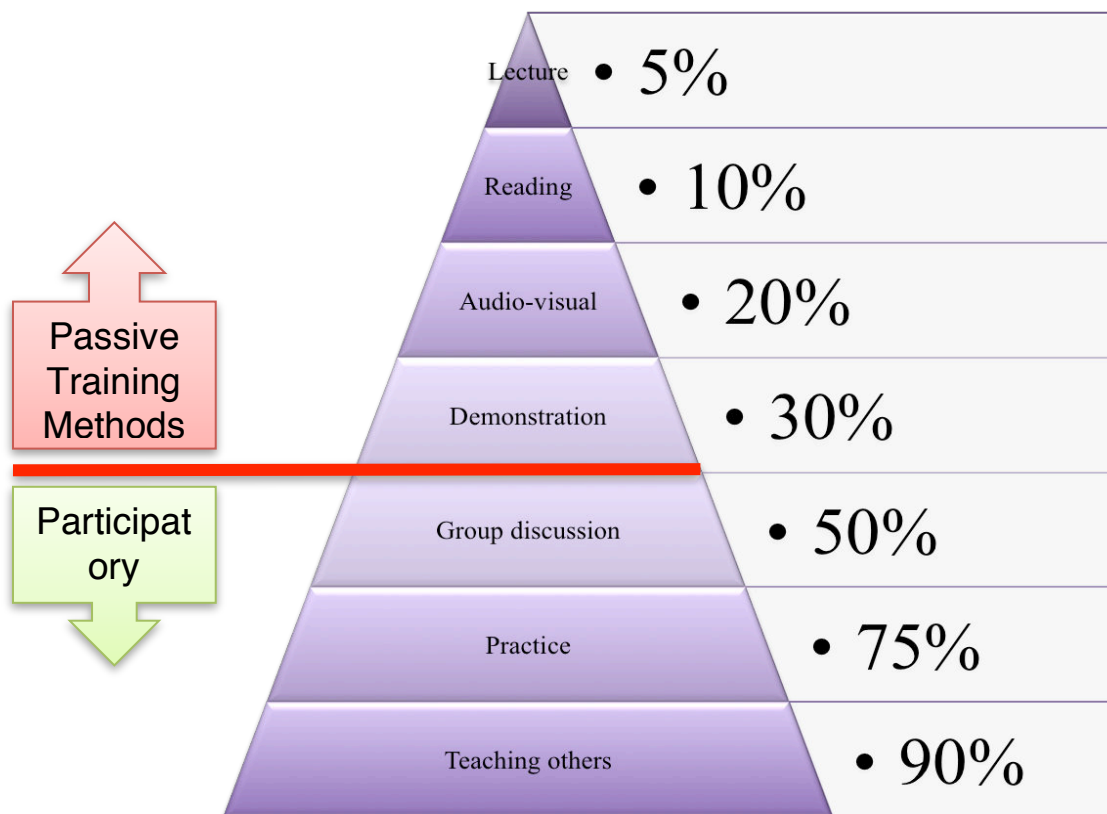 Lecture
• 5%
Reading
• 10%
Audio-visual
• 20%
Demonstration
• 30%
Group discussion
• 50%
Practice
• 75%
Teaching others
• 90%
Passive
Training
Methods
Participat
ory